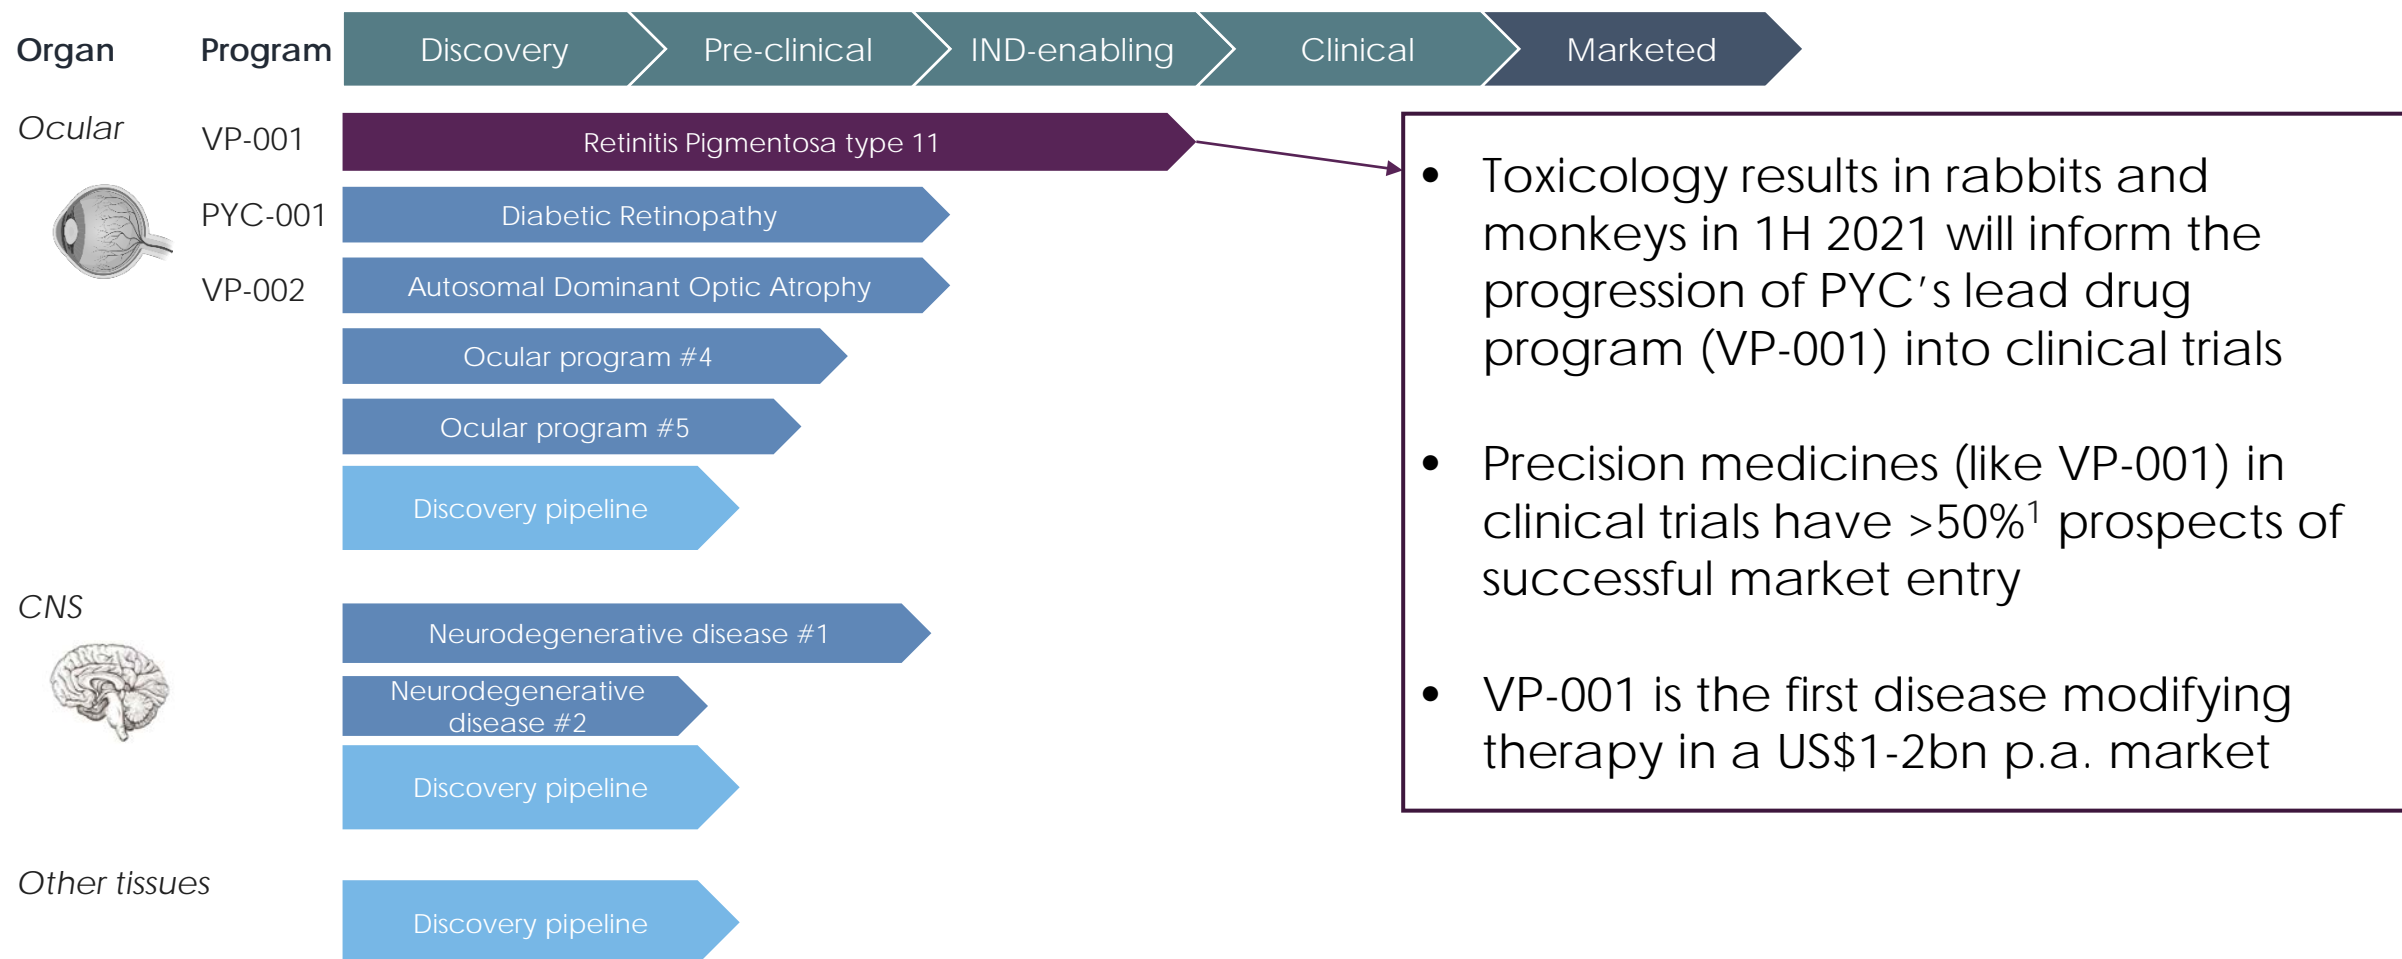 Organ Program Discovery Pre-clinical IND-enabling Clinical Marketed
Ocular
VP-001 Retinitis Pigmentosa type 11
PYC-001 Diabetic Retinopathy
VP-002 Autosomal Dominant Optic Atrophy
Ocular program #4
Ocular program #5
Discovery pipeline
CNS
Neurodegenerative disease #1
Neurodegenerative
disease #2
Discovery pipeline
Other tissues
Discovery pipeline
• Toxicology results in rabbits and
monkeys in 1H 2021 will inform the
progression of PYC’s lead drug
program (VP-001) into clinical trials
• Precision medicines (like VP-001) in
clinical trials have >50%¹ prospects of
successful market entry
• VP-001 is the first disease modifying
therapy in a US$1-2bn p.a. market